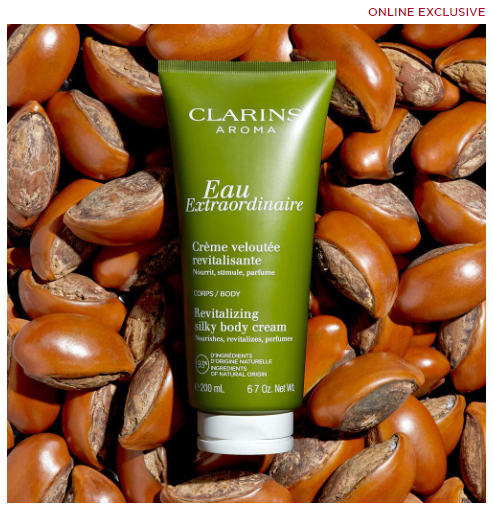 ONLINE EXCLUSIVE
CLARINS
AROMA
Eau
Extraordinaire
Crème veloutée
revitalisante
Nourrit, stimule, parfume
CORPS / BODY
Revitalizing
silky body cream
Nourishes, revitalizes, perfumes
D'INGRÉDIENTS
D'ORIGINE NATURELLE
INGREDIENTS
OF NATURAL ORIGIN
℮200 mL 6.7 Oz. Net Wt.